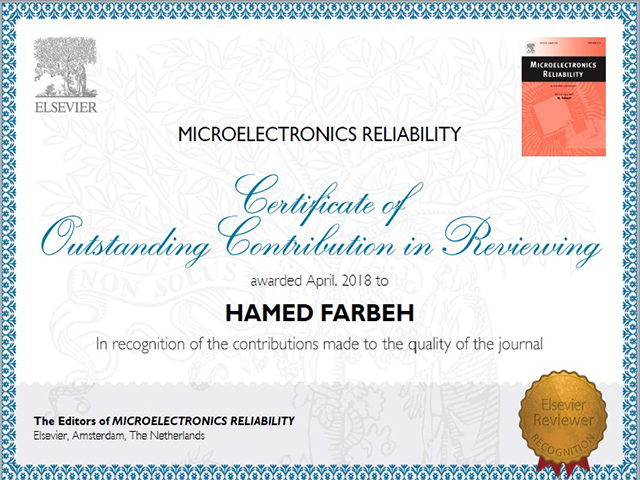 ELSEVIER
MICROELECTRONICS
RELIABILITY
MICROELECTRONICS RELIABILITY
Certificate of
Outstanding Contribution in Reviewing
awarded April, 2018 to
NON SOL
HAMED FARBEH
In recognition of the contributions made to the quality of the journal
The Editors of MICROELECTRONICS RELIABILITY
Elsevier, Amsterdam, The Netherlands
Elsevier
Reviewer
RECOGNITION